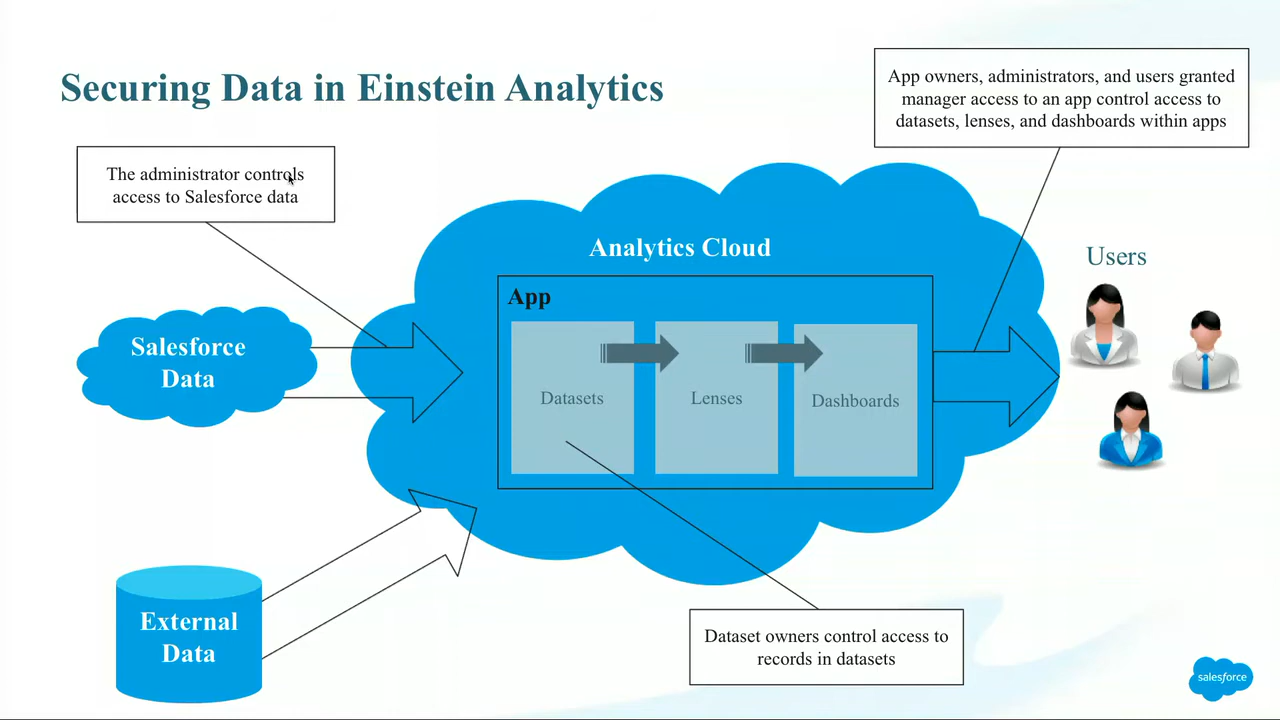 Securing Data in Einstein Analytics
App owners, administrators, and users granted
manager access to an app control access to
datasets, lenses, and dashboards within apps
The administrator controls
access to Salesforce data
Analytics Cloud
Users
App
Salesforce
Data
Datasets
Lenses
Dashboards
External
Data
Dataset owners control access to
records in datasets
salesforce